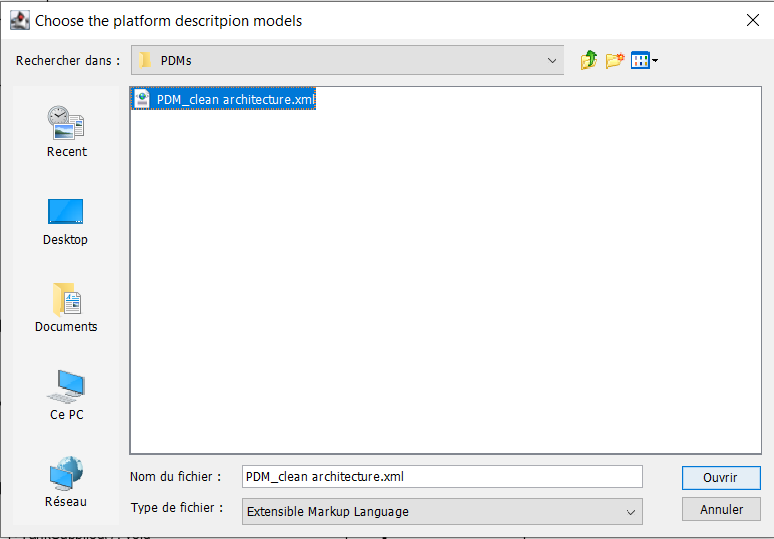 Choose the platform descritpion models
Rechercher dans :
PDMs
PDM_clean architecture.xml
Recent
Desktop
Documents
Ce PC
Réseau
Nom du fichier :
PDM_clean architecture.xml
Ouvrir
Type de fichier :
Extensible Markup Language
Annuler